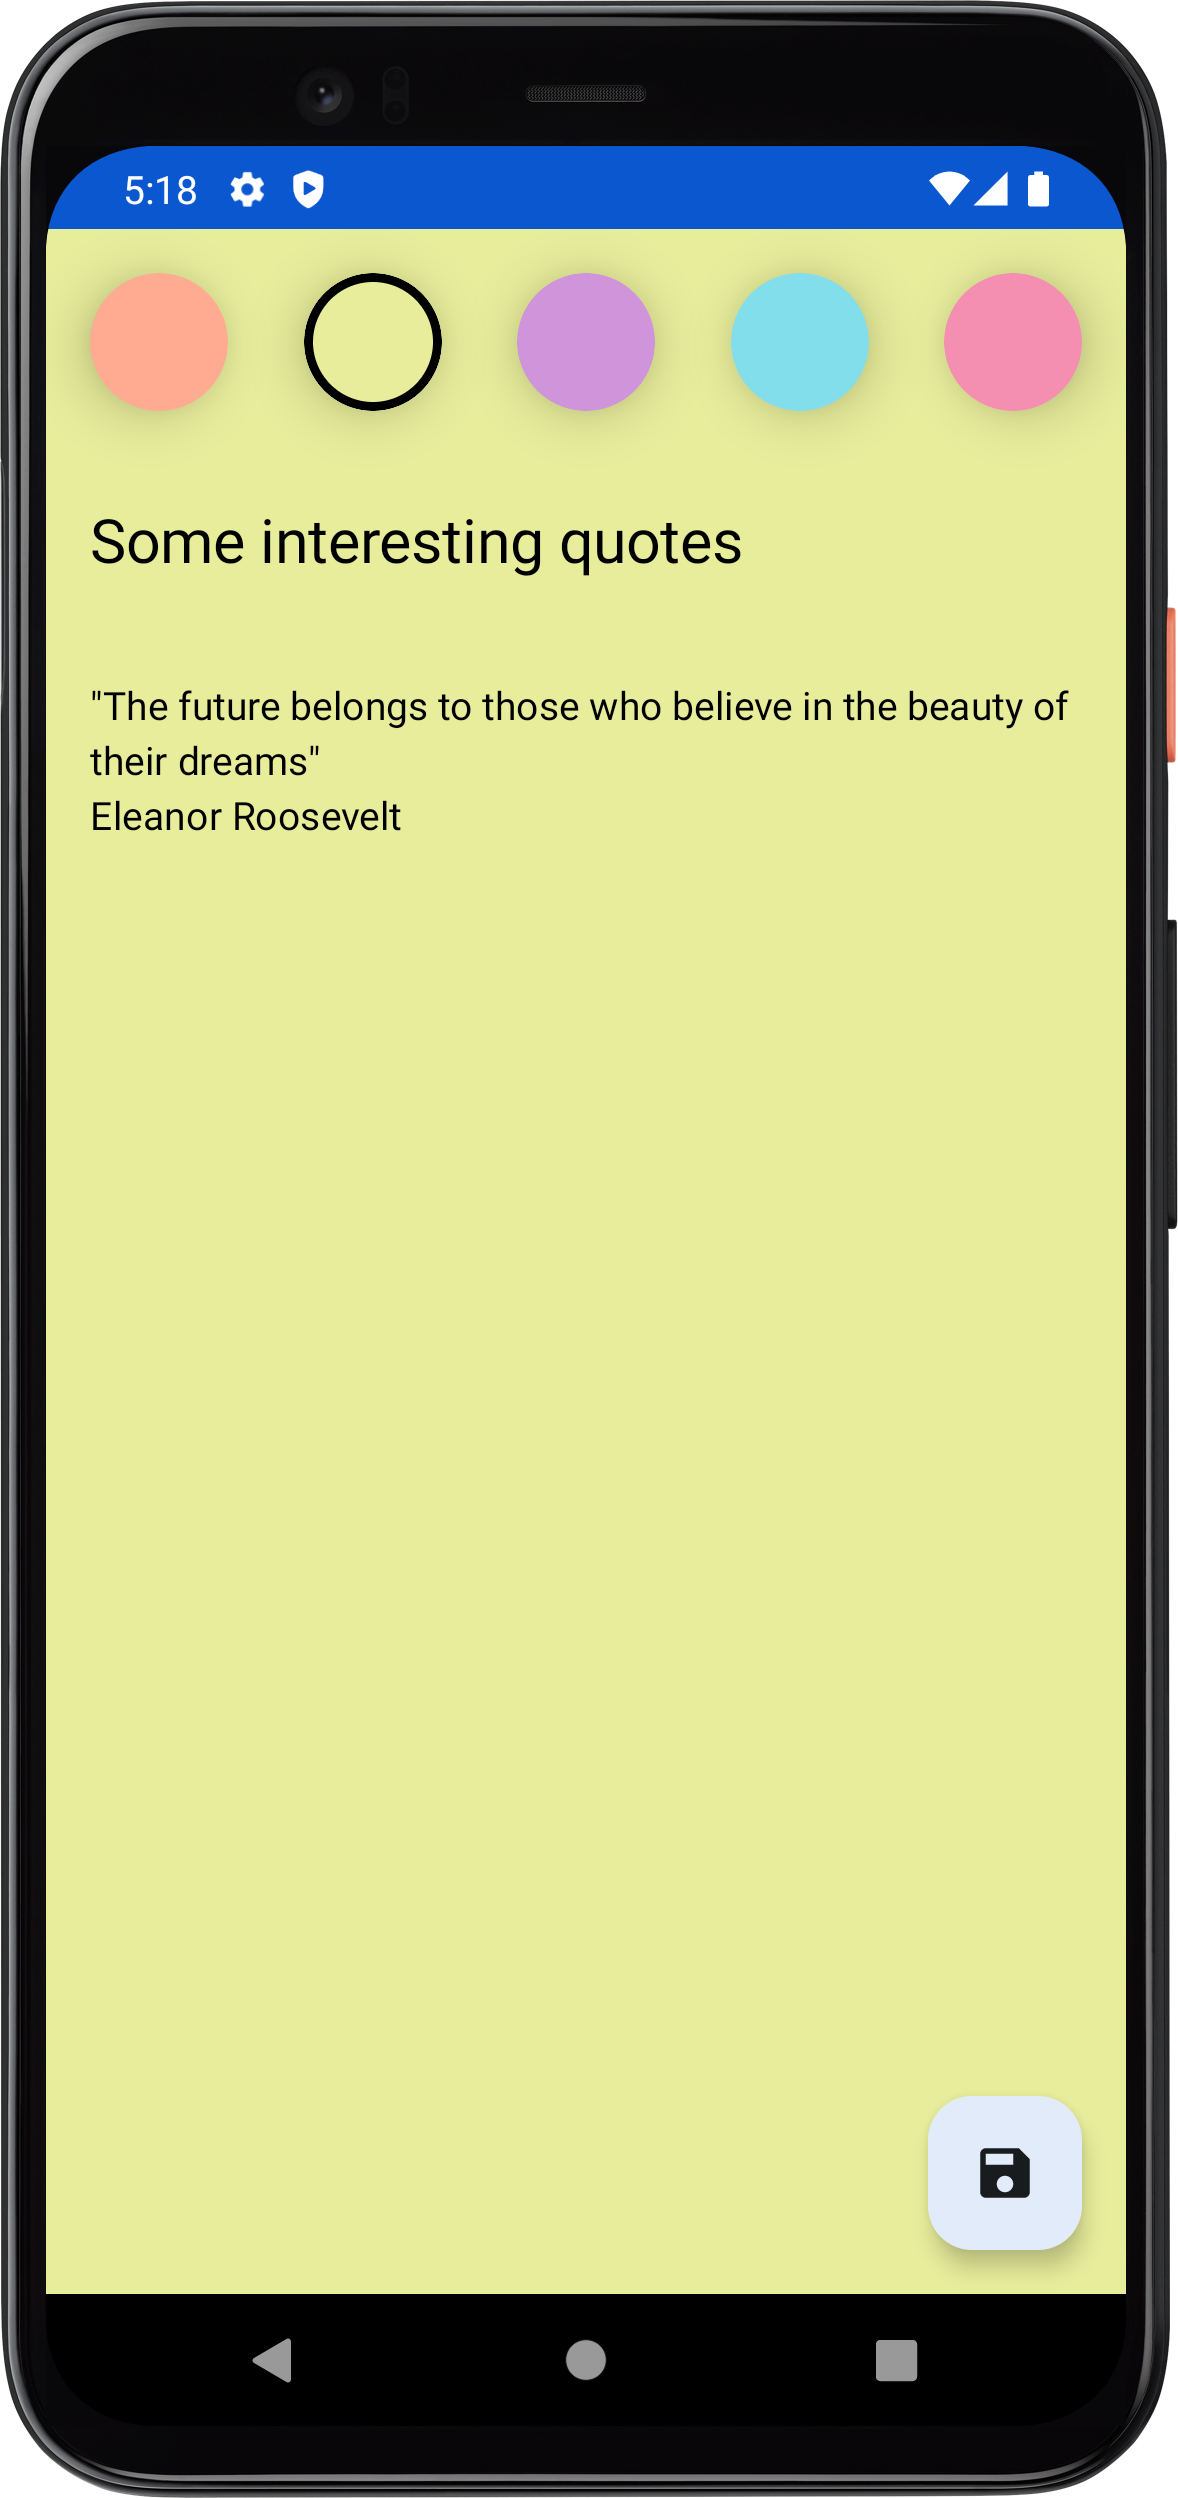 5:18
Some interesting quotes
"The future belongs to those who believe in the beauty of
their dreams"
Eleanor Roosevelt